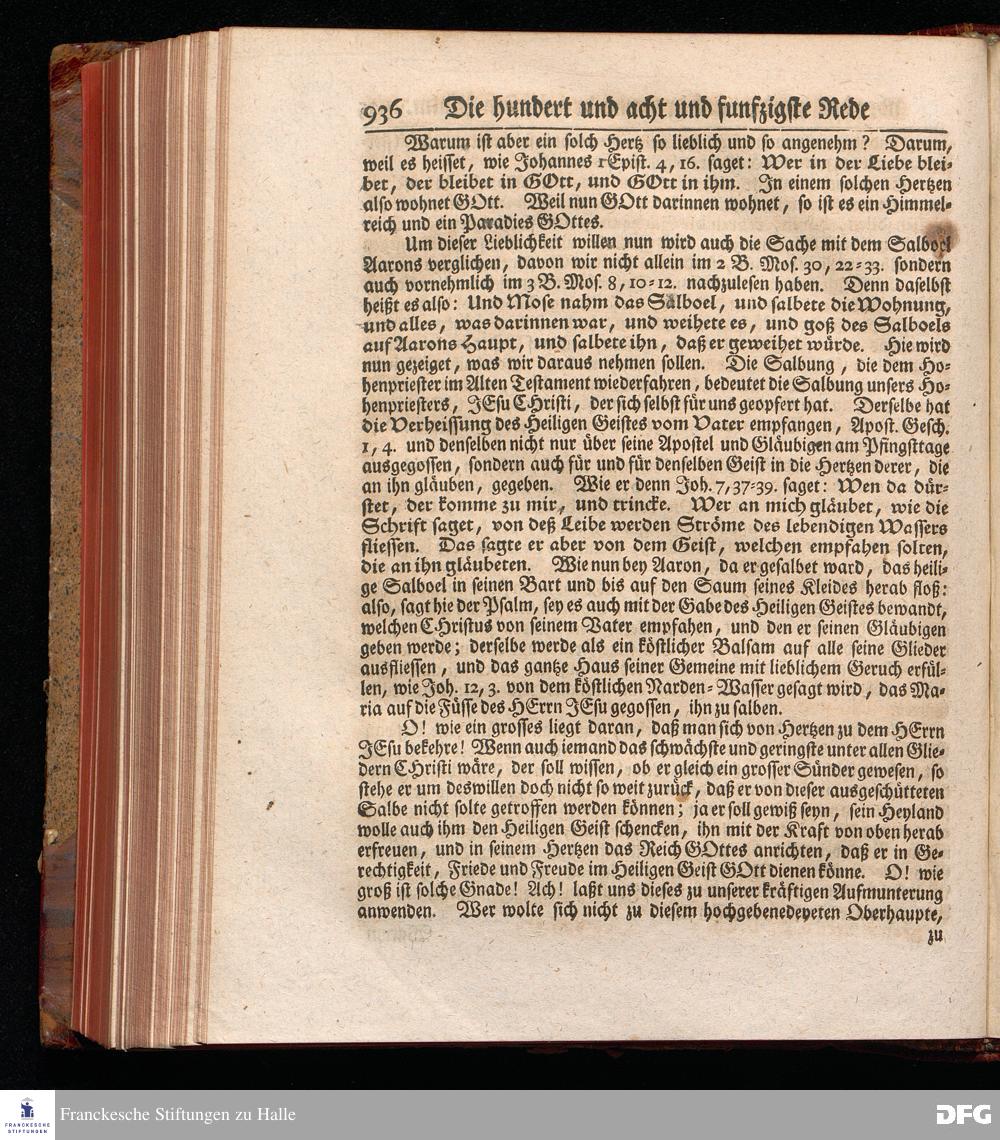 936 Die hundert und acht und funfzigste Rede
Warum ist aber ein solch Hertz so lieblich und so angenehm? Darum,
weil es heisset, wie Johannes 1 Epist. 4, 16. saget: Wer in der Liebe blei-
bet, der bleibet in GOtt, und GOtt in ihm. In einem solchen Hertzen
also wohnet GOtt. Weil nun GOtt darinnen wohnet, so ist es ein Himmel-
reich und ein Paradies GOttes.
Um dieser Lieblichkeit willen nun wird auch die Sache mit dem Salboel
Aarons verglichen, davon wir nicht allein im 2 B. Mos. 30, 22-33. sondern
auch vornehmlich im 3 B. Mos. 8, 10-12. nachzulesen haben. Denn daselbst
heißt es also: Und Mose nahm das Salboel, und salbete die Wohnung,
und alles, was darinnen war, und weihete es, und goß des Salboels
auf Aarons Haupt, und salbete ihn, daß er geweihet würde. Hie wird
nun gezeiget, was wir daraus nehmen sollen. Die Salbung, die dem Ho-
henpriester im Alten Testament wiederfahren, bedeutet die Salbung unsers Ho-
henpriesters, JEsu CHristi, der sich selbst für uns geopfert hat. Derselbe hat
die Verheissung des Heiligen Geistes vom Vater empfangen, Apost. Gesch.
1, 4. und denselben nicht nur über seine Apostel und Gläubigen am Pfingsttage
ausgegossen, sondern auch für und für denselben Geist in die Hertzen derer, die
an ihn gläuben, gegeben. Wie er denn Joh. 7, 37-39. saget: Wen da dür-
stet, der komme zu mir, und trincke. Wer an mich gläubet, wie die
Schrift saget, von deß Leibe werden Ströme des lebendigen Wassers
fliessen. Das sagte er aber von dem Geist, welchen empfahen solten,
die an ihn gläubeten. Wie nun bey Aaron, da er gesalbet ward, das heili-
ge Salboel in seinen Bart und bis auf den Saum seines Kleides herab floß:
also, sagt hie der Psalm, sey es auch mit der Gabe des Heiligen Geistes bewandt,
welchen CHristus von seinem Vater empfahen, und den er seinen Gläubigen
geben werde; derselbe werde als ein köstlicher Balsam auf alle seine Glieder
ausfliessen, und das gantze Haus seiner Gemeine mit lieblichem Geruch erfül-
len, wie Joh. 12, 3. von dem köstlichen Narden-Wasser gesagt wird, das Ma-
ria auf die Füsse des HErrn JEsu gegossen, ihn zu salben.
O! wie ein grosses liegt daran, daß man sich von Hertzen zu dem HErrn
JEsu bekehre! Wenn auch iemand das schwächste und geringste unter allen Glie-
dern CHristi wäre, der soll wissen, ob er gleich ein grosser Sünder gewesen, so
stehe er um deswillen doch nicht so weit zurück, daß er von dieser ausgeschütteten
Salbe nicht solte getroffen werden können; ja er soll gewiß seyn, sein Heyland
wolle auch ihm den Heiligen Geist schencken, ihn mit der Kraft von oben herab
erfreuen, und in seinem Hertzen das Reich GOttes anrichten, daß er in Ge-
rechtigkeit, Friede und Freude im Heiligen Geist GOtt dienen könne. O! wie
groß ist solche Gnade! Ach! laßt uns dieses zu unserer kräftigen Aufmunterung
anwenden. Wer wolte sich nicht zu diesem hochgebenedeyeten Oberhaupte,
zu
FRANCKESCHE
STIFTUNGEN
Franckesche Stiftungen zu Halle
DFG